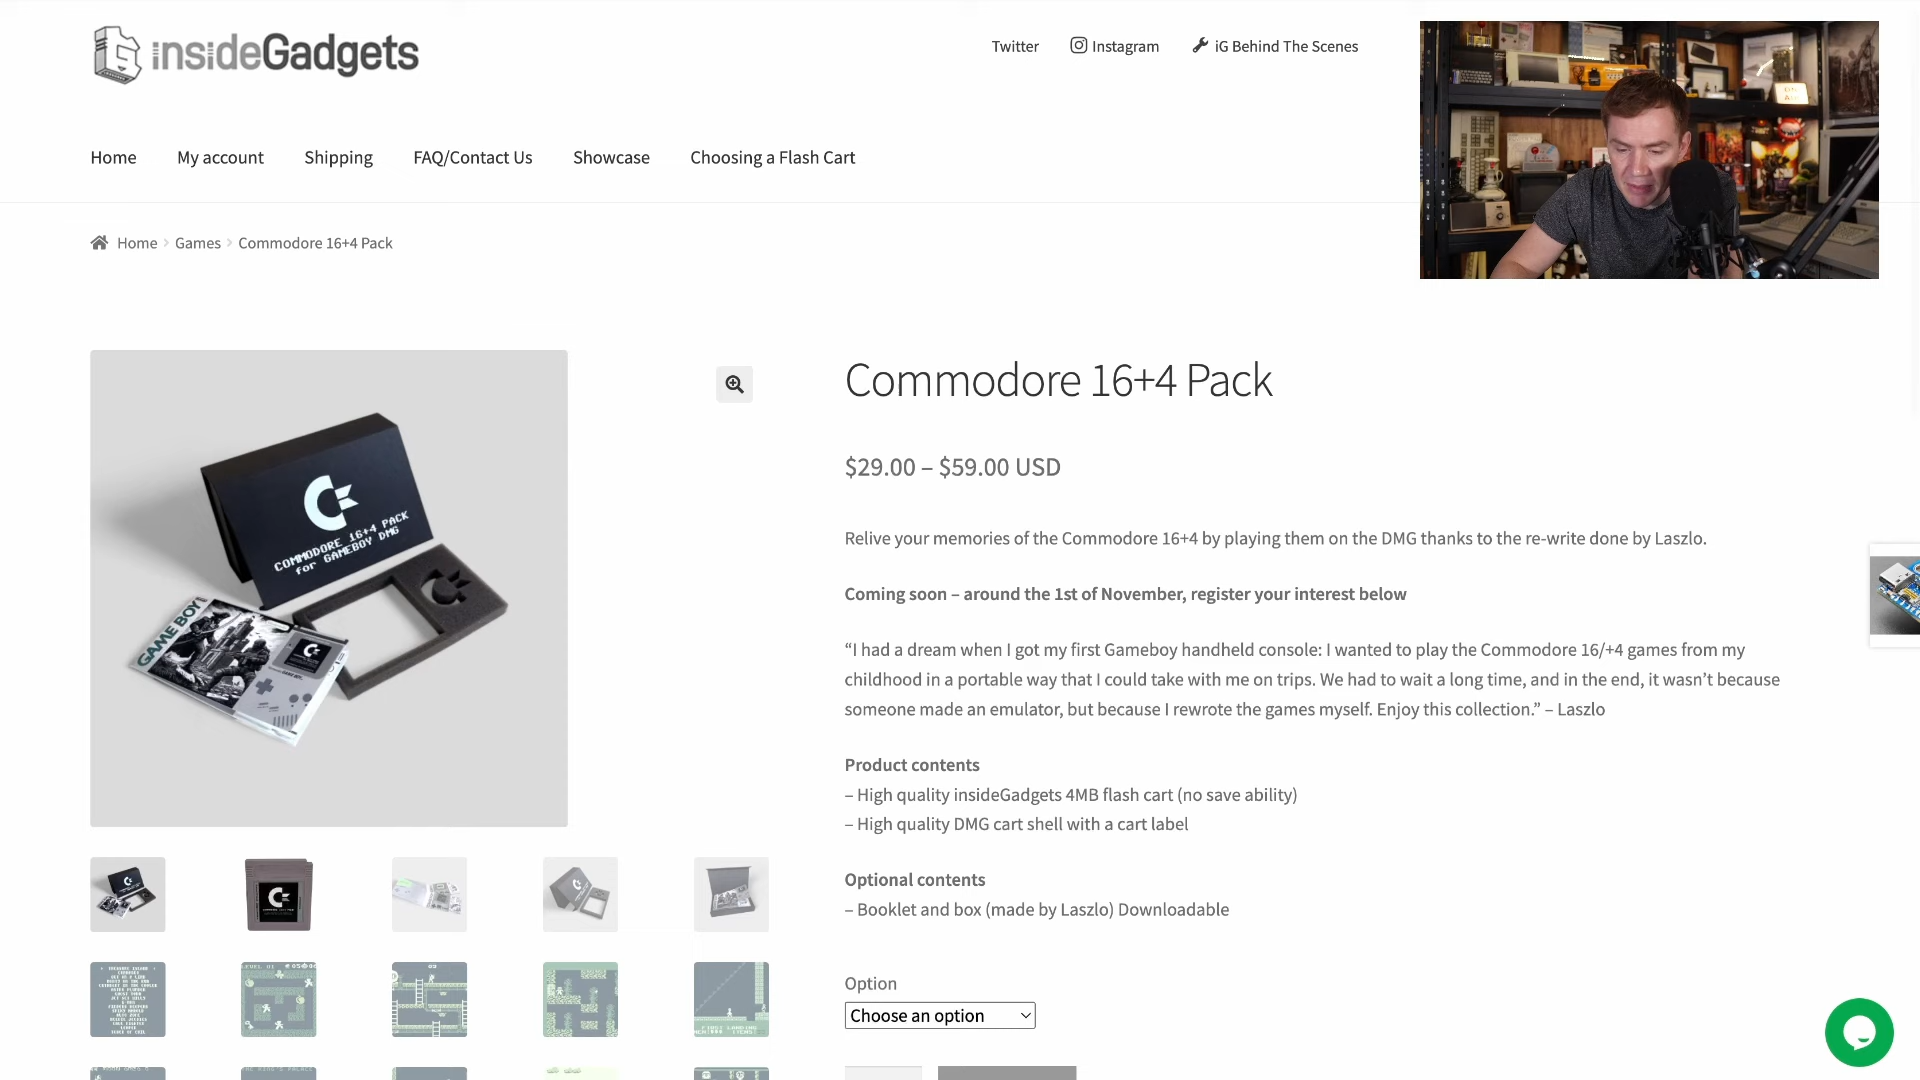 insideGadgets
Twitter
Instagram
iG Behind The Scenes
Home
My account
Shipping
FAQ/Contact Us
Showcase
Choosing a Flash Cart
Home
Games
Commodore 16+4 Pack
COMMODORE 16+4 PACK
for GAMEBOY DMG
GAME BOY
Commodore 16+4 Pack
$29.00 – $59.00 USD
Relive your memories of the Commodore 16+4 by playing them on the DMG thanks to the re-write done by Laszlo.
Coming soon – around the 1st of November, register your interest below
“I had a dream when I got my first Gameboy handheld console: I wanted to play the Commodore 16/+4 games from my
childhood in a portable way that I could take with me on trips. We had to wait a long time, and in the end, it wasn’t because
someone made an emulator, but because I rewrote the games myself. Enjoy this collection.” – Laszlo
Product contents
– High quality insideGadgets 4MB flash cart (no save ability)
– High quality DMG cart shell with a cart label
Optional contents
– Booklet and box (made by Laszlo) Downloadable
Option
Choose an option